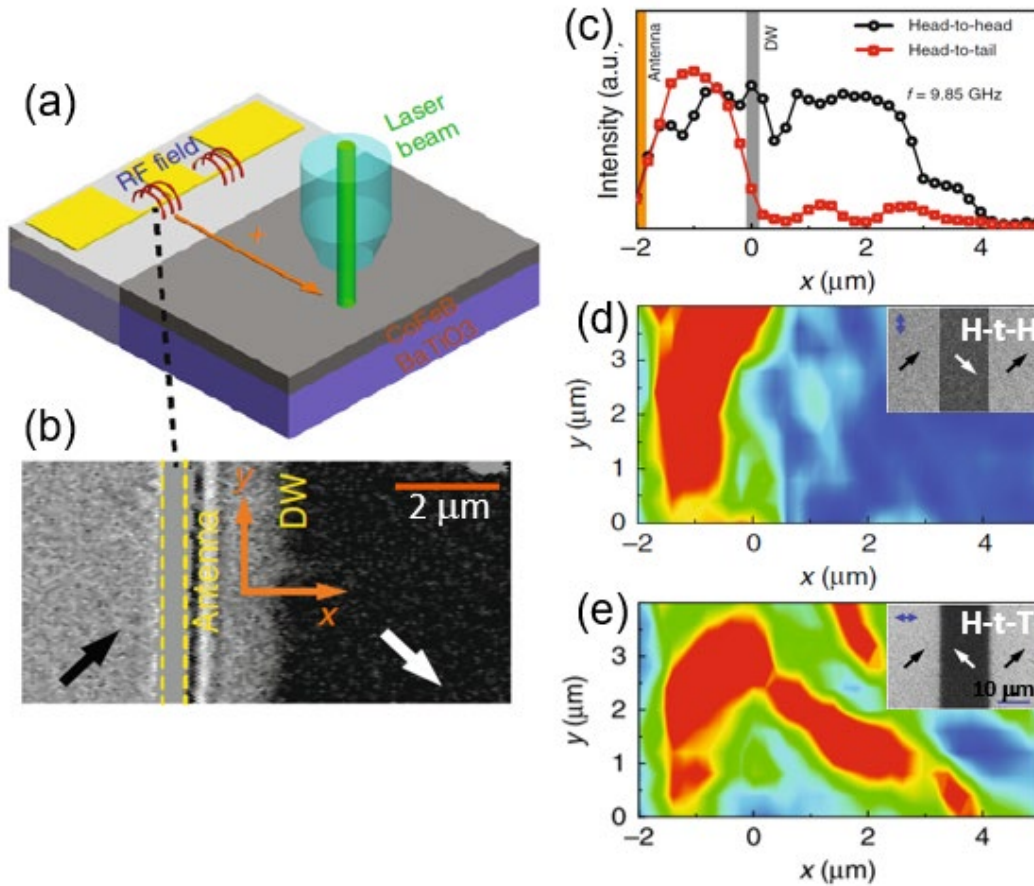 (a)
RF field
Laser
beam
x
CoFeB
BaTiO3
(b)
Antenna
y
x
DW
2 μm
(c)
Intensity (a.u.)
Antenna
DW
Head-to-head
Head-to-tail
f = 9.85 GHz
−2 0 2 4
x (μm)
(d)
H-t-H
y (μm)
3
2
1
0
−2 0 2 4
x (μm)
(e)
H-t-T
10 μm
y (μm)
3
2
1
0
−2 0 2 4
x (μm)